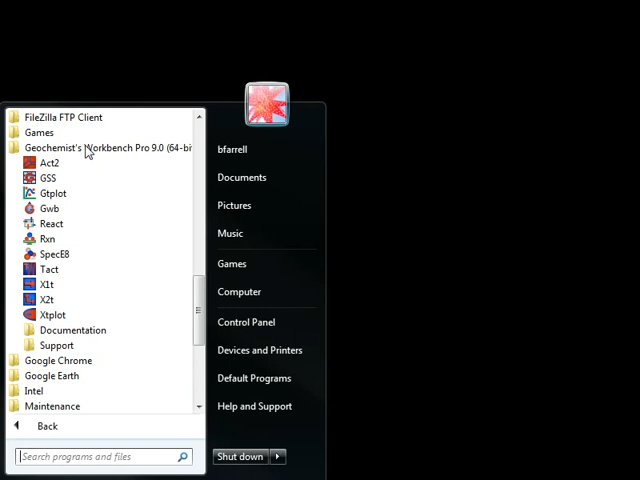 FileZilla FTP Client
Games
Geochemist's Workbench Pro 9.0 (64-bi
Act2
GSS
Gtplot
Gwb
React
Rxn
SpecE8
Tact
X1t
X2t
Xtplot
Documentation
Support
Google Chrome
Google Earth
Intel
Maintenance
Back
Search programs and files
bfarrell
Documents
Pictures
Music
Games
Computer
Control Panel
Devices and Printers
Default Programs
Help and Support
Shut down